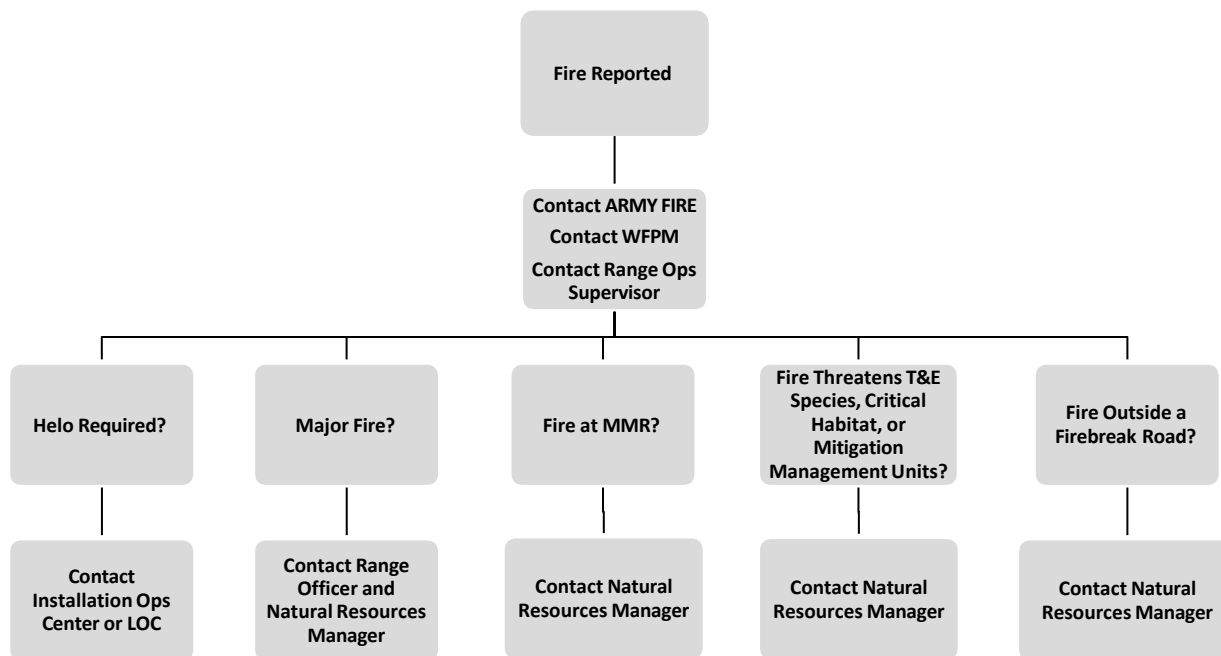 Fire Reported
Contact ARMY FIRE
Contact WFPM
Contact Range Ops
Supervisor
Helo Required?
Major Fire?
Fire at MMR?
Fire Threatens T&E
Species, Critical
Habitat, or
Mitigation
Management Units?
Fire Outside a
Firebreak Road?
Contact
Installation Ops
Center or LOC
Contact Range
Officer and
Natural Resources
Manager
Contact Natural
Resources Manager
Contact Natural
Resources Manager
Contact Natural
Resources Manager